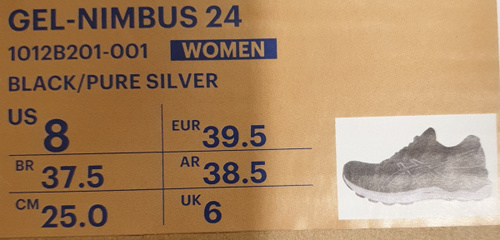 GEL-NIMBUS 24
1012B201-001 WOMEN
BLACK/PURE SILVER
US 8 EUR 39.5
BR 37.5 AR 38.5
CM 25.0 UK 6